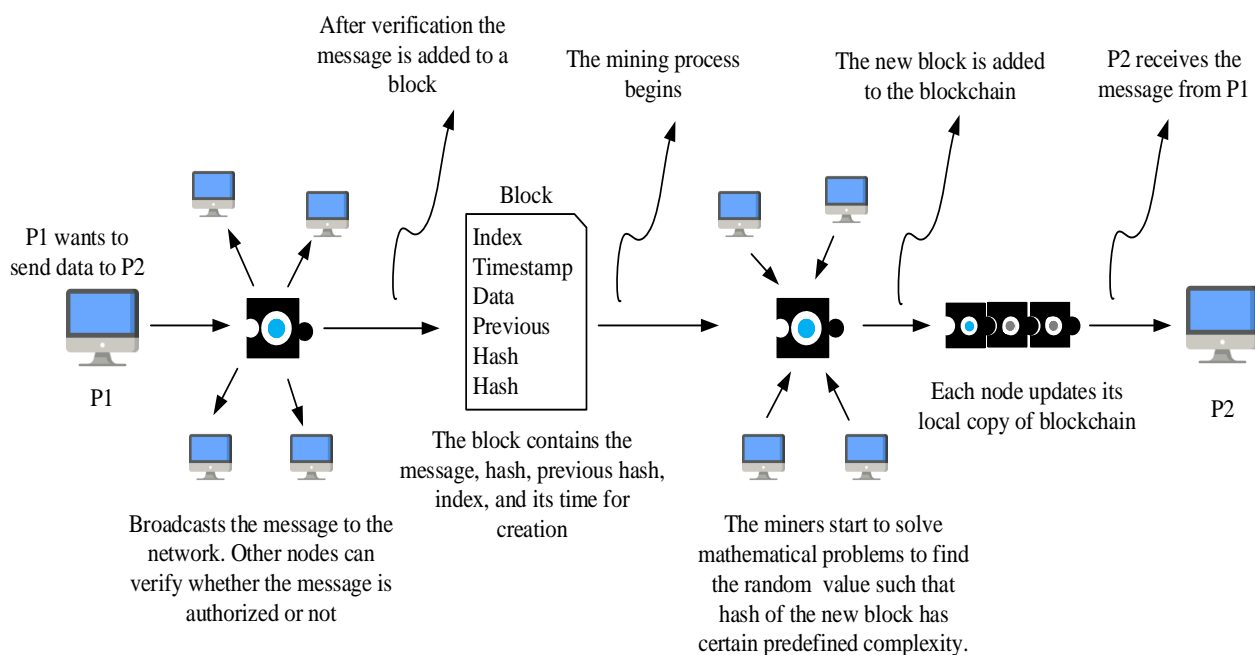 After verification the
message is added to a
block
The mining process
begins
The new block is added
to the blockchain
P2 receives the
message from P1
P1 wants to
send data to P2
P1
Block
Index
Timestamp
Data
Previous
Hash
Hash
The block contains the
message, hash, previous hash,
index, and its time for
creation
Broadcasts the message to the
network. Other nodes can
verify whether the message is
authorized or not
The miners start to solve
mathematical problems to find
the random value such that
hash of the new block has
certain predefined complexity.
Each node updates its
local copy of blockchain
P2